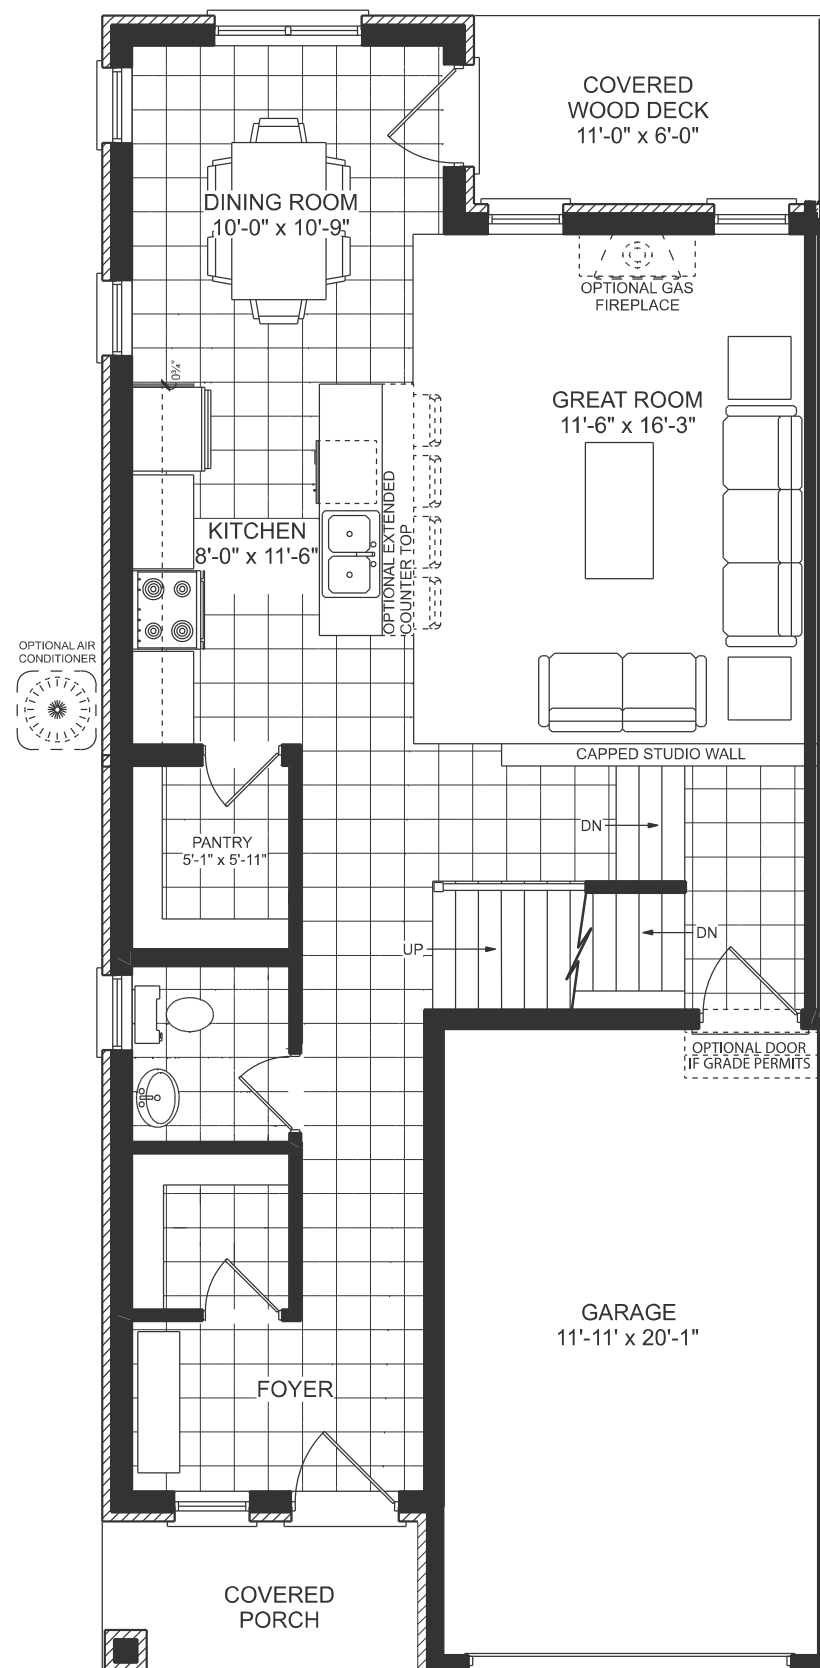 COVERED
WOOD DECK
11'-0" x 6'-0"
DINING ROOM
10'-0" x 10'-9"
OPTIONAL GAS
FIREPLACE
0¾"
GREAT ROOM
11'-6" x 16'-3"
KITCHEN
8'-0" x 11'-6"
OPTIONAL EXTENDED
COUNTER TOP
OPTIONAL AIR
CONDITIONER
CAPPED STUDIO WALL
DN
PANTRY
5'-1" x 5'-11"
UP
DN
OPTIONAL DOOR
IF GRADE PERMITS
GARAGE
11'-11' x 20'-1"
FOYER
COVERED
PORCH